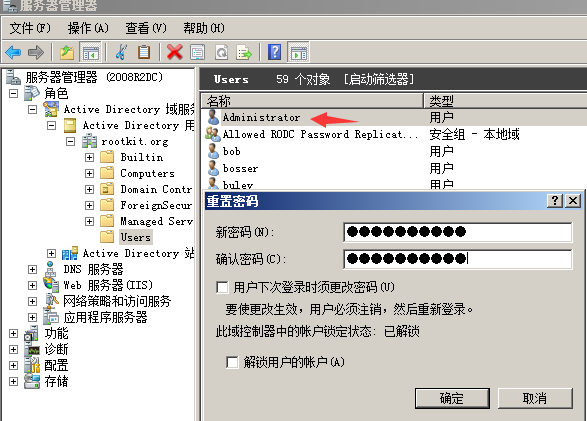 服务器管理器
文件(F) 操作(A) 查看(V) 帮助(H)
服务器管理器 (2008R2DC)
角色
Active Directory 域服务
Active Directory 用
rootkit.org
Builtin
Computers
Domain Contr
ForeignSecur
Managed Serv
Users
Active Directory 站
DNS 服务器
Web 服务器(IIS)
网络策略和访问服务
应用程序服务器
功能
诊断
配置
存储
Users 59 个对象 [启动筛选器]
名称 类型
Administrator 用户
Allowed RODC Password Replicat... 安全组 - 本地域
bob 用户
bosser 用户
buley 用户
重置密码
新密码(N):
确认密码(C):
用户下次登录时须更改密码(U)
要使更改生效，用户必须注销，然后重新登录。
此域控制器中的帐户锁定状态: 已解锁
解锁用户的帐户(A)
确定 取消